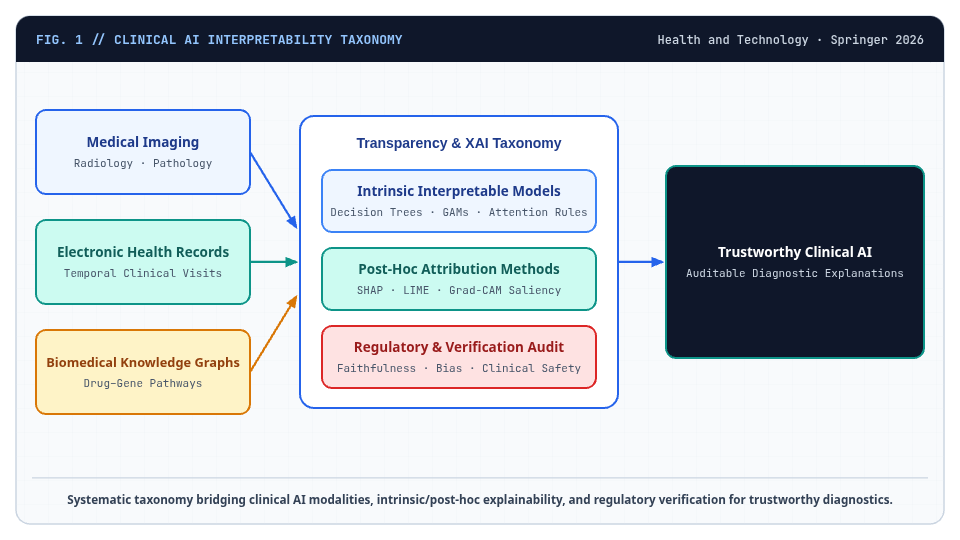 FIG. 1 // CLINICAL AI INTERPRETABILITY TAXONOMY
Health and Technology · Springer 2026
Medical Imaging
Radiology · Pathology
Electronic Health Records
Temporal Clinical Visits
Biomedical Knowledge Graphs
Drug-Gene Pathways
Transparency & XAI Taxonomy
Intrinsic Interpretable Models
Decision Trees · GAMs · Attention Rules
Post-Hoc Attribution Methods
SHAP · LIME · Grad-CAM Saliency
Regulatory & Verification Audit
Faithfulness · Bias · Clinical Safety
Trustworthy Clinical AI
Auditable Diagnostic Explanations
Systematic taxonomy bridging clinical AI modalities, intrinsic/post-hoc explainability, and regulatory verification for trustworthy diagnostics.